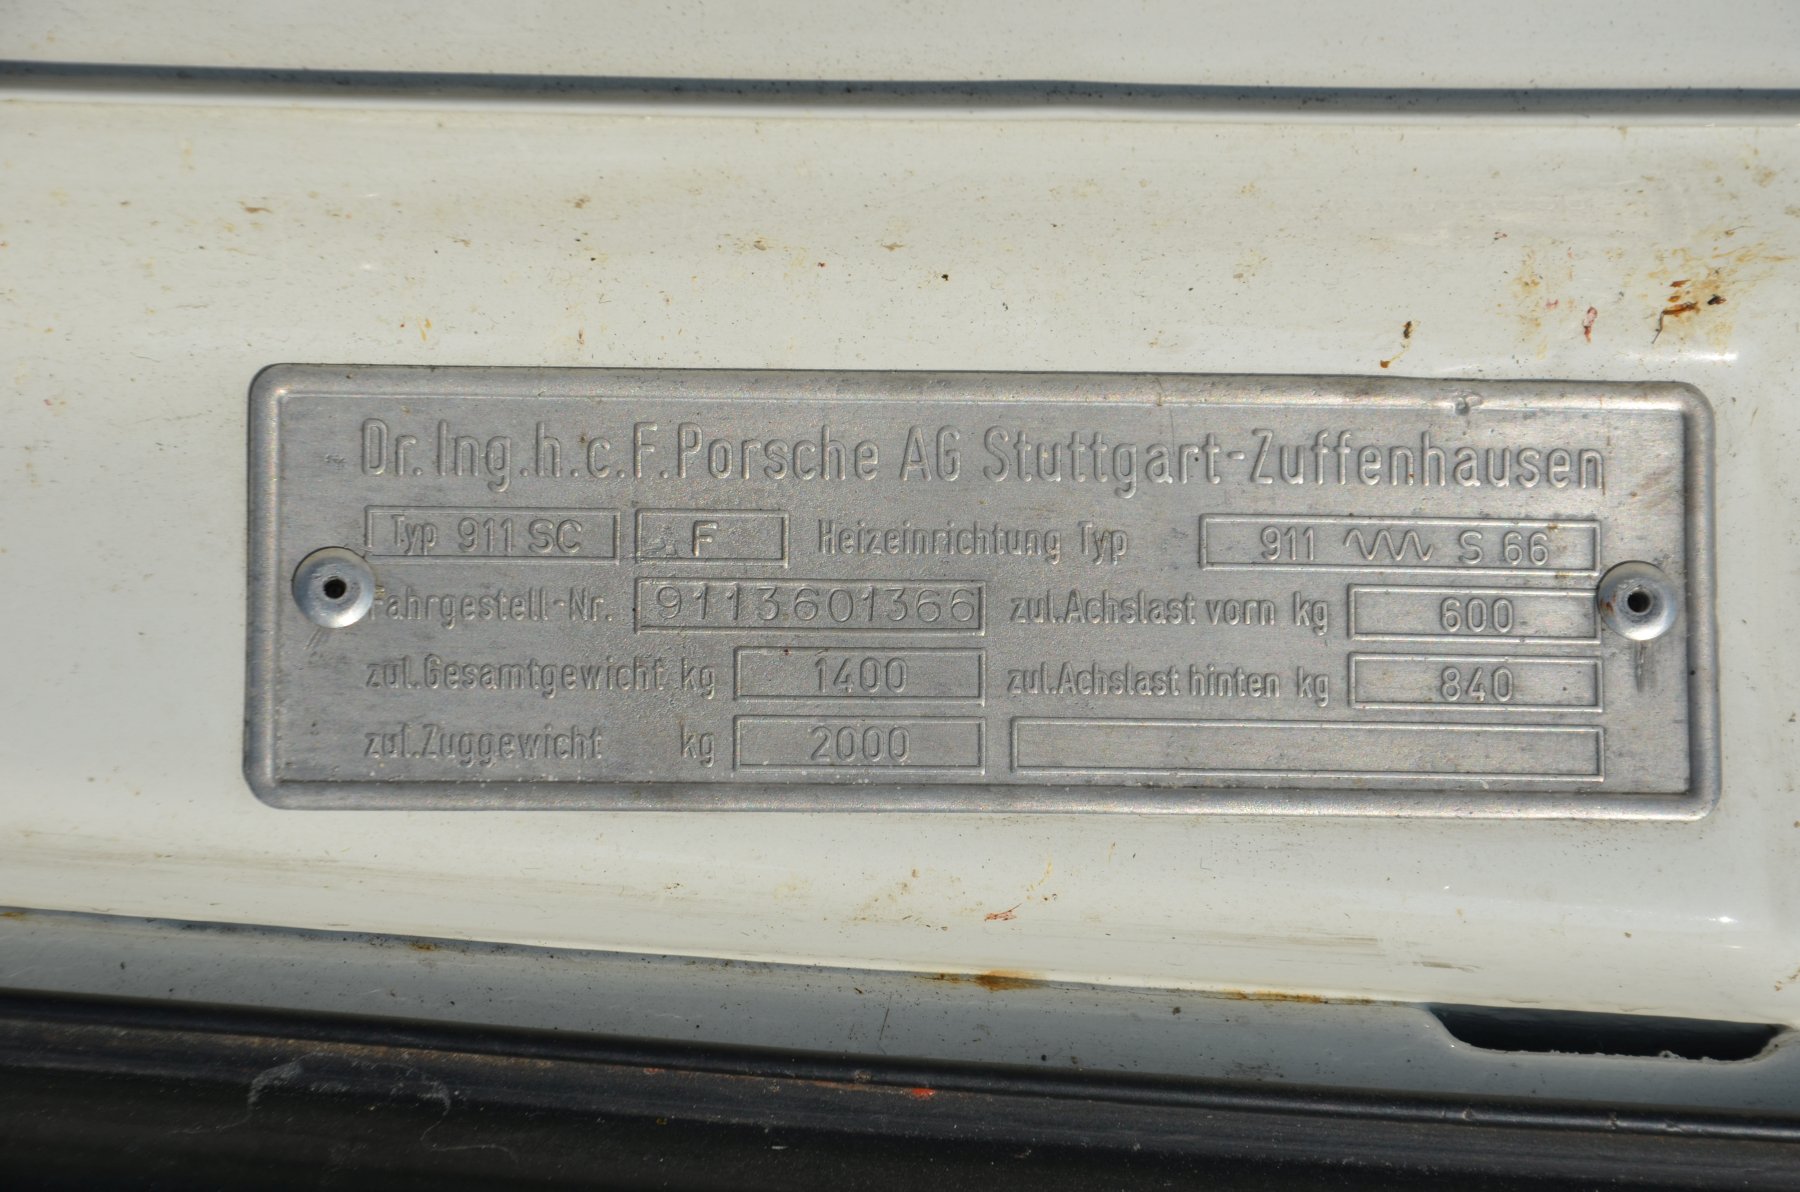 Dr. Ing.h.c.F.Porsche AG Stuttgart-Zuffenhausen
Typ 911 SC F Heizeinrichtung Typ 911 S 66
Fahrgestell-Nr. 9113601366 zul.Achslast vorn kg 600
zul.Gesamtgewicht kg 1400 zul.Achslast hinten kg 840
zul.Zuggewicht kg 2000